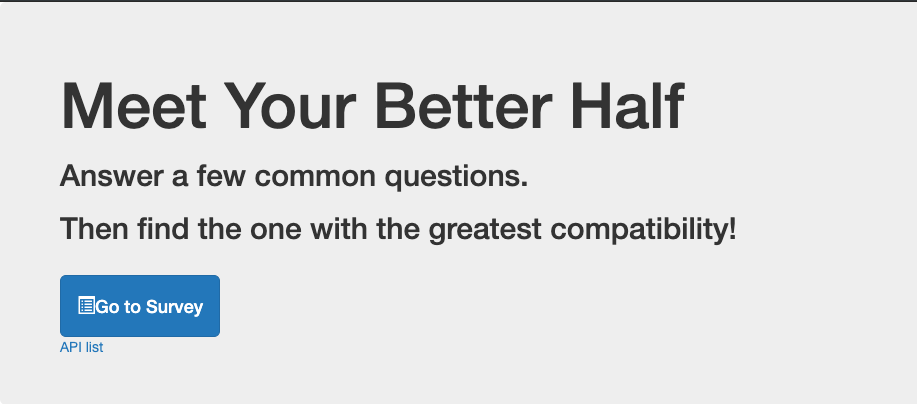 Meet Your Better Half
Answer a few common questions.
Then find the one with the greatest compatibility!
Go to Survey
API list